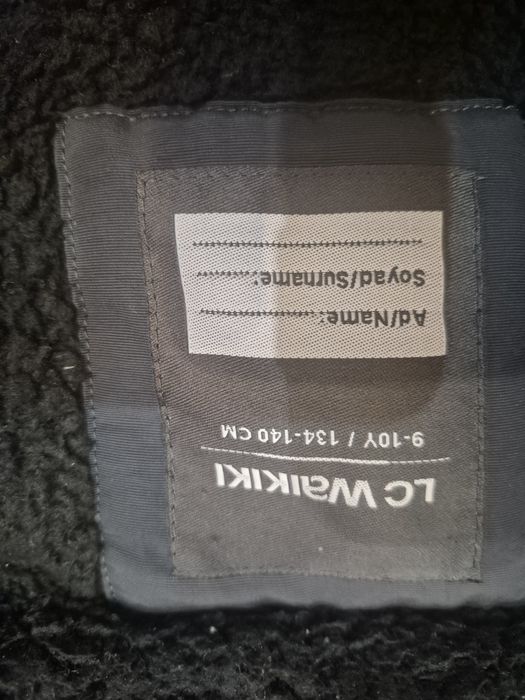 LC WAIKIKI
9-10Y / 134-140 CM
Ad/Name:....................
Soyad/Surname:............
........................................